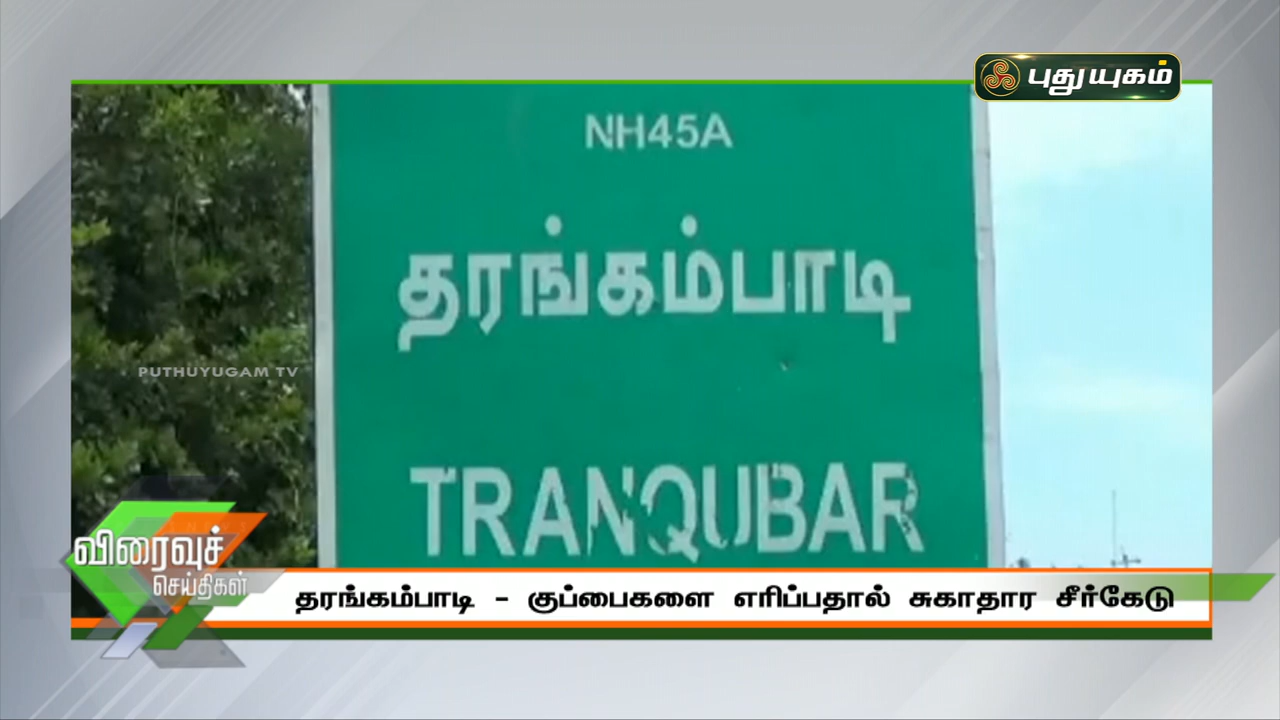 புதுயுகம்
NH45A
தரங்கம்பாடி
PUTHUYUGAM TV
TRANQUBAR
விரைவுச்
செய்திகள்
தரங்கம்பாடி - குப்பைகளை எரிப்பதால் சுகாதார சீர்கேடு